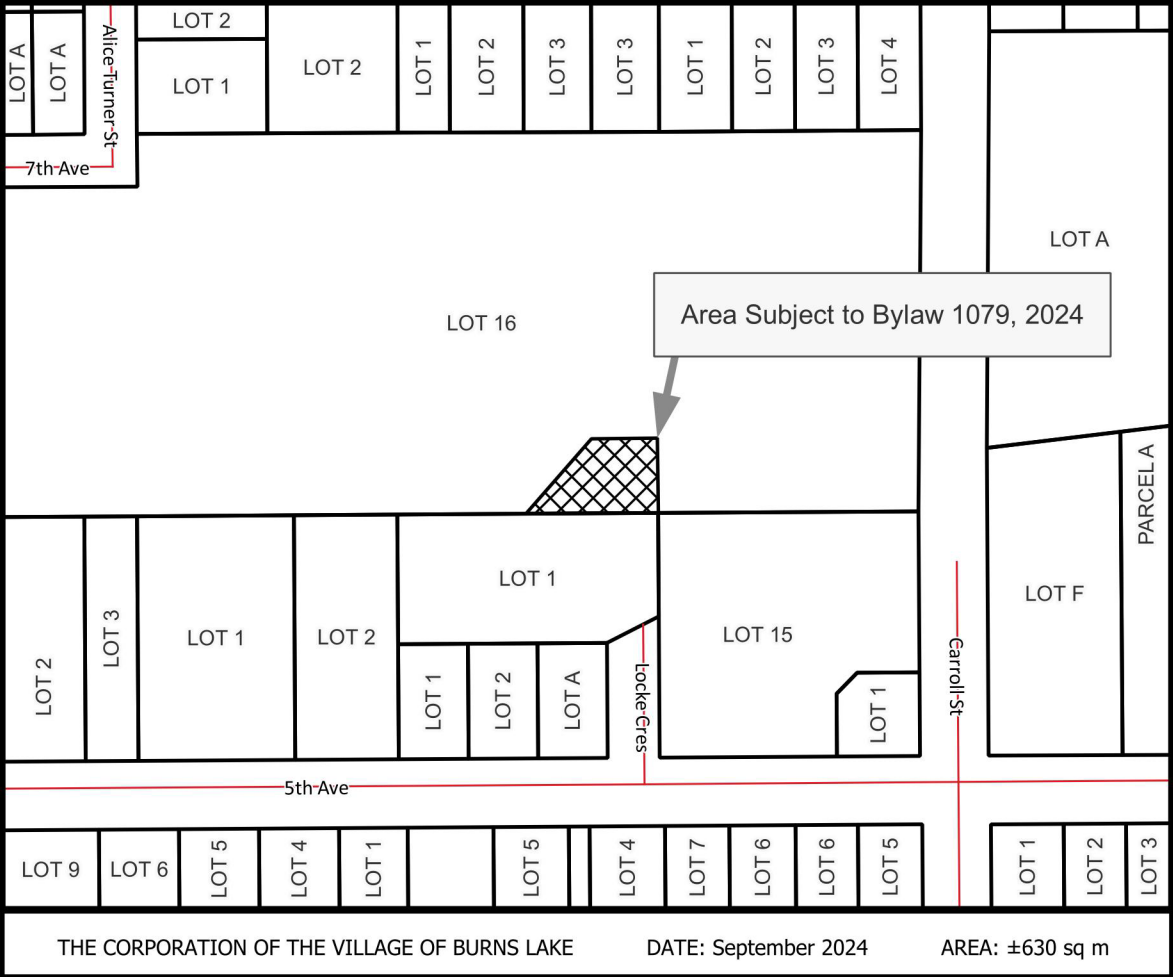 LOT A
LOT A
Alice Turner St
LOT 2
LOT 1
LOT 2
LOT 1
LOT 2
LOT 3
LOT 3
LOT 1
LOT 2
LOT 3
LOT 4
7th Ave
LOT A
LOT 16
Area Subject to Bylaw 1079, 2024
PARCEL A
LOT 2
LOT 3
LOT 1
LOT 2
LOT 1
LOT 1
LOT 2
LOT A
Locke Cres
LOT 15
LOT 1
Carroll St
LOT F
5th Ave
LOT 9
LOT 6
LOT 5
LOT 4
LOT 1
LOT 5
LOT 4
LOT 7
LOT 6
LOT 6
LOT 5
LOT 1
LOT 2
LOT 3
THE CORPORATION OF THE VILLAGE OF BURNS LAKE
DATE: September 2024
AREA: ±630 sq m